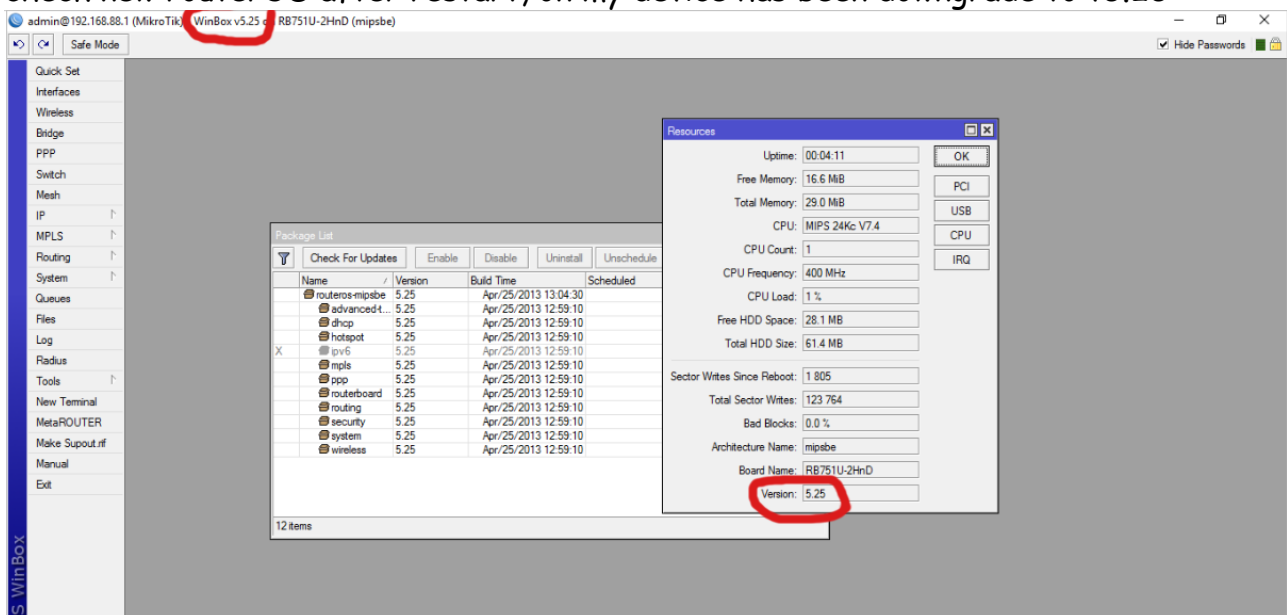 admin@192.168.88.1 (MikroTik) WinBox v5.25 RB751U-2HnD (mipsbe)
Safe Mode
Hide Passwords
Quick Set
Interfaces
Wireless
Bridge
PPP
Switch
Mesh
IP
MPLS
Routing
System
Queues
Files
Log
Radius
Tools
New Terminal
MetaROUTER
Make Supout.rif
Manual
Exit
WinBox
Package List
Check For Updates Enable Disable Uninstall Unschedule
Name / Version Build Time Scheduled
routeros-mipsbe 5.25 Apr/25/2013 13:04:30
advanced-t... 5.25 Apr/25/2013 12:59:10
dhcp 5.25 Apr/25/2013 12:59:10
hotspot 5.25 Apr/25/2013 12:59:10
X ipv6 5.25 Apr/25/2013 12:59:10
mpls 5.25 Apr/25/2013 12:59:10
ppp 5.25 Apr/25/2013 12:59:10
routerboard 5.25 Apr/25/2013 12:59:10
routing 5.25 Apr/25/2013 12:59:10
security 5.25 Apr/25/2013 12:59:10
system 5.25 Apr/25/2013 12:59:10
wireless 5.25 Apr/25/2013 12:59:10
12 items
Resources
Uptime: 00:04:11
Free Memory: 16.6 MiB
Total Memory: 29.0 MiB
CPU: MIPS 24Kc V7.4
CPU Count: 1
CPU Frequency: 400 MHz
CPU Load: 1 %
Free HDD Space: 28.1 MB
Total HDD Size: 61.4 MB
Sector Writes Since Reboot: 1 805
Total Sector Writes: 123 764
Bad Blocks: 0.0 %
Architecture Name: mipsbe
Board Name: RB751U-2HnD
Version: 5.25
OK
PCI
USB
CPU
IRQ